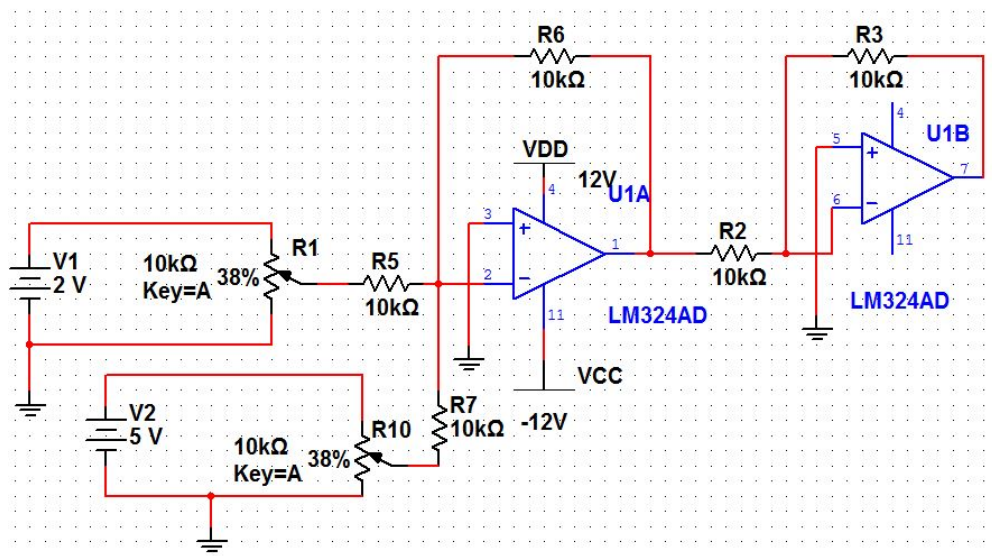 R6
10kΩ
R3
10kΩ
VDD
12V
4
U1A
3
+
2
−
1
11
LM324AD
VCC
-12V
4
U1B
5
+
6
−
7
11
LM324AD
R2
10kΩ
V1
2 V
10kΩ
Key=A
38%
R1
R5
10kΩ
V2
5 V
10kΩ
Key=A
38%
R10
R7
10kΩ